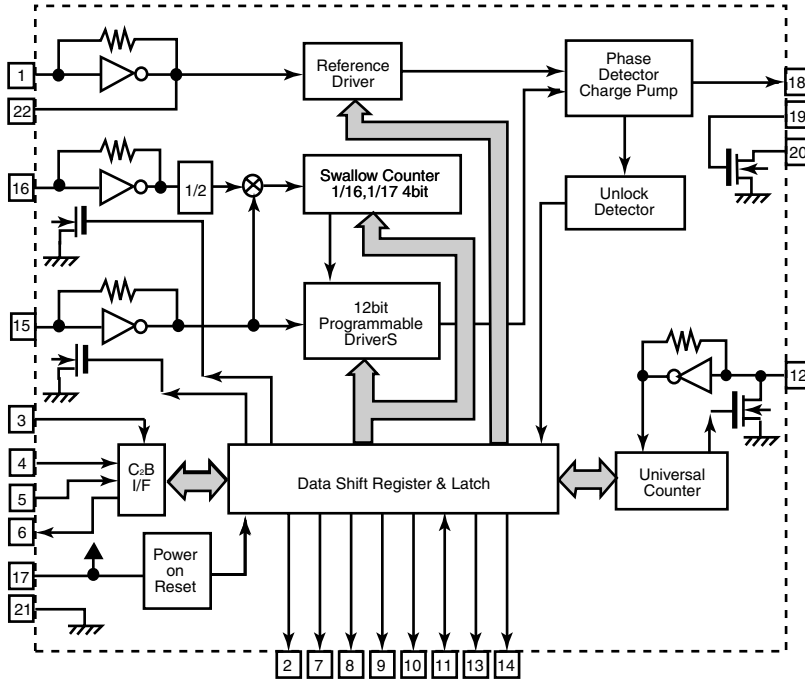 1
Reference
Driver
Phase
Detector
Charge Pump
18
22
19
20
16
1/2
Swallow Counter
1/16,1/17 4bit
Unlock
Detector
15
12bit
Programmable
DriverS
12
3
4
5
6
C2B
I/F
Data Shift Register & Latch
Universal
Counter
17
Power
on
Reset
21
2
7
8
9
10
11
13
14